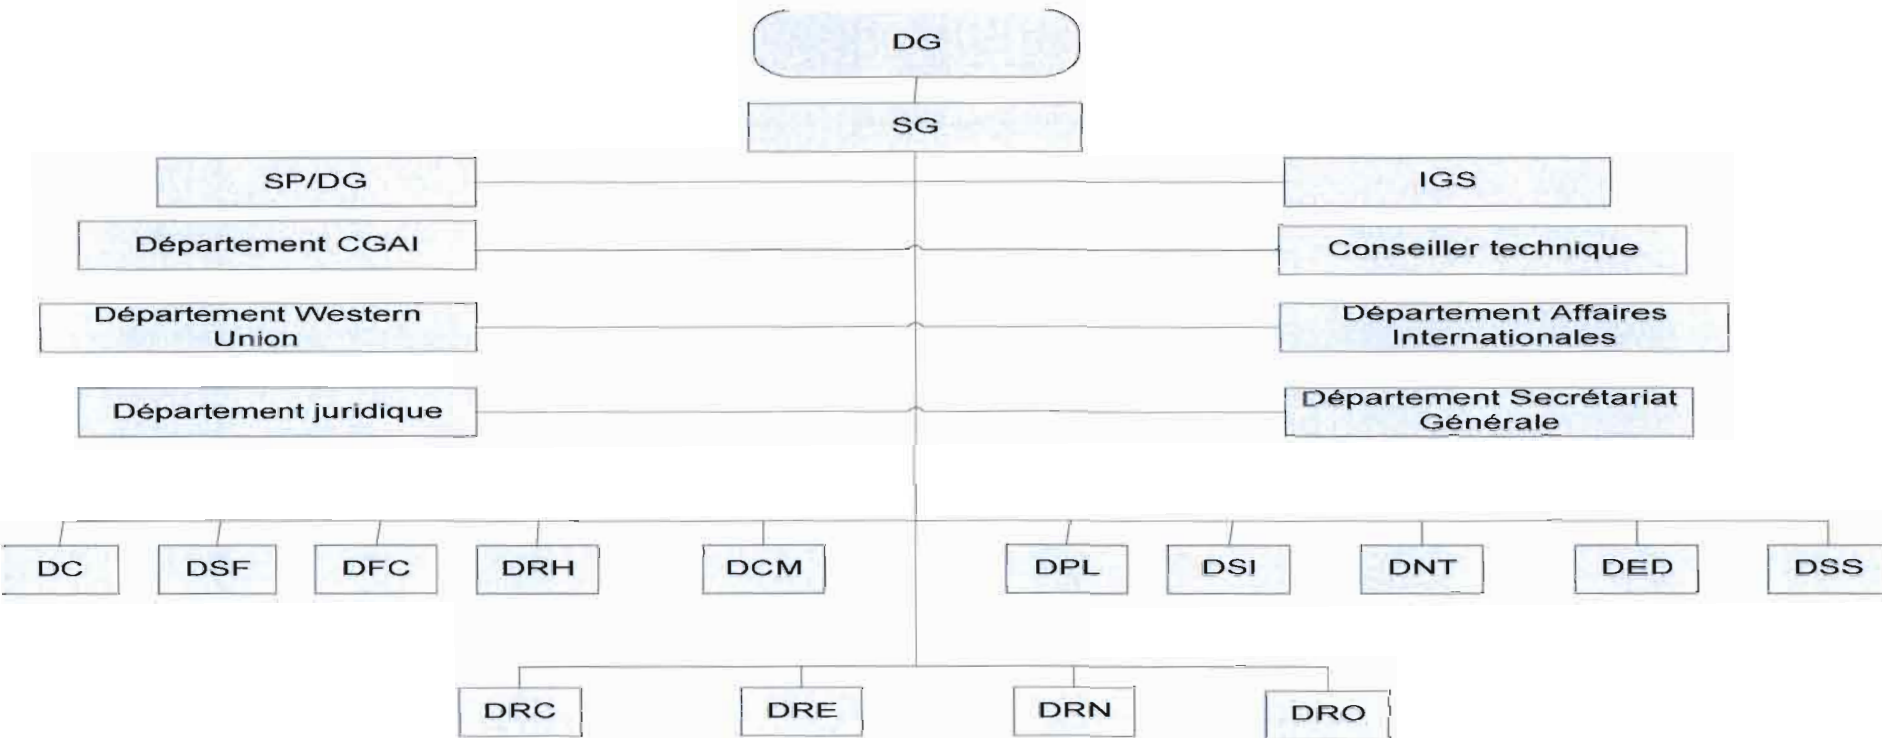 DG
SG
SP/DG
IGS
Département CGAI
Conseiller technique
Département Western
Union
Département Affaires
Internationales
Département juridique
Département Secrétariat
Générale
DC
DSF
DFC
DRH
DCM
DPL
DSI
DNT
DED
DSS
DRC
DRE
DRN
DRO